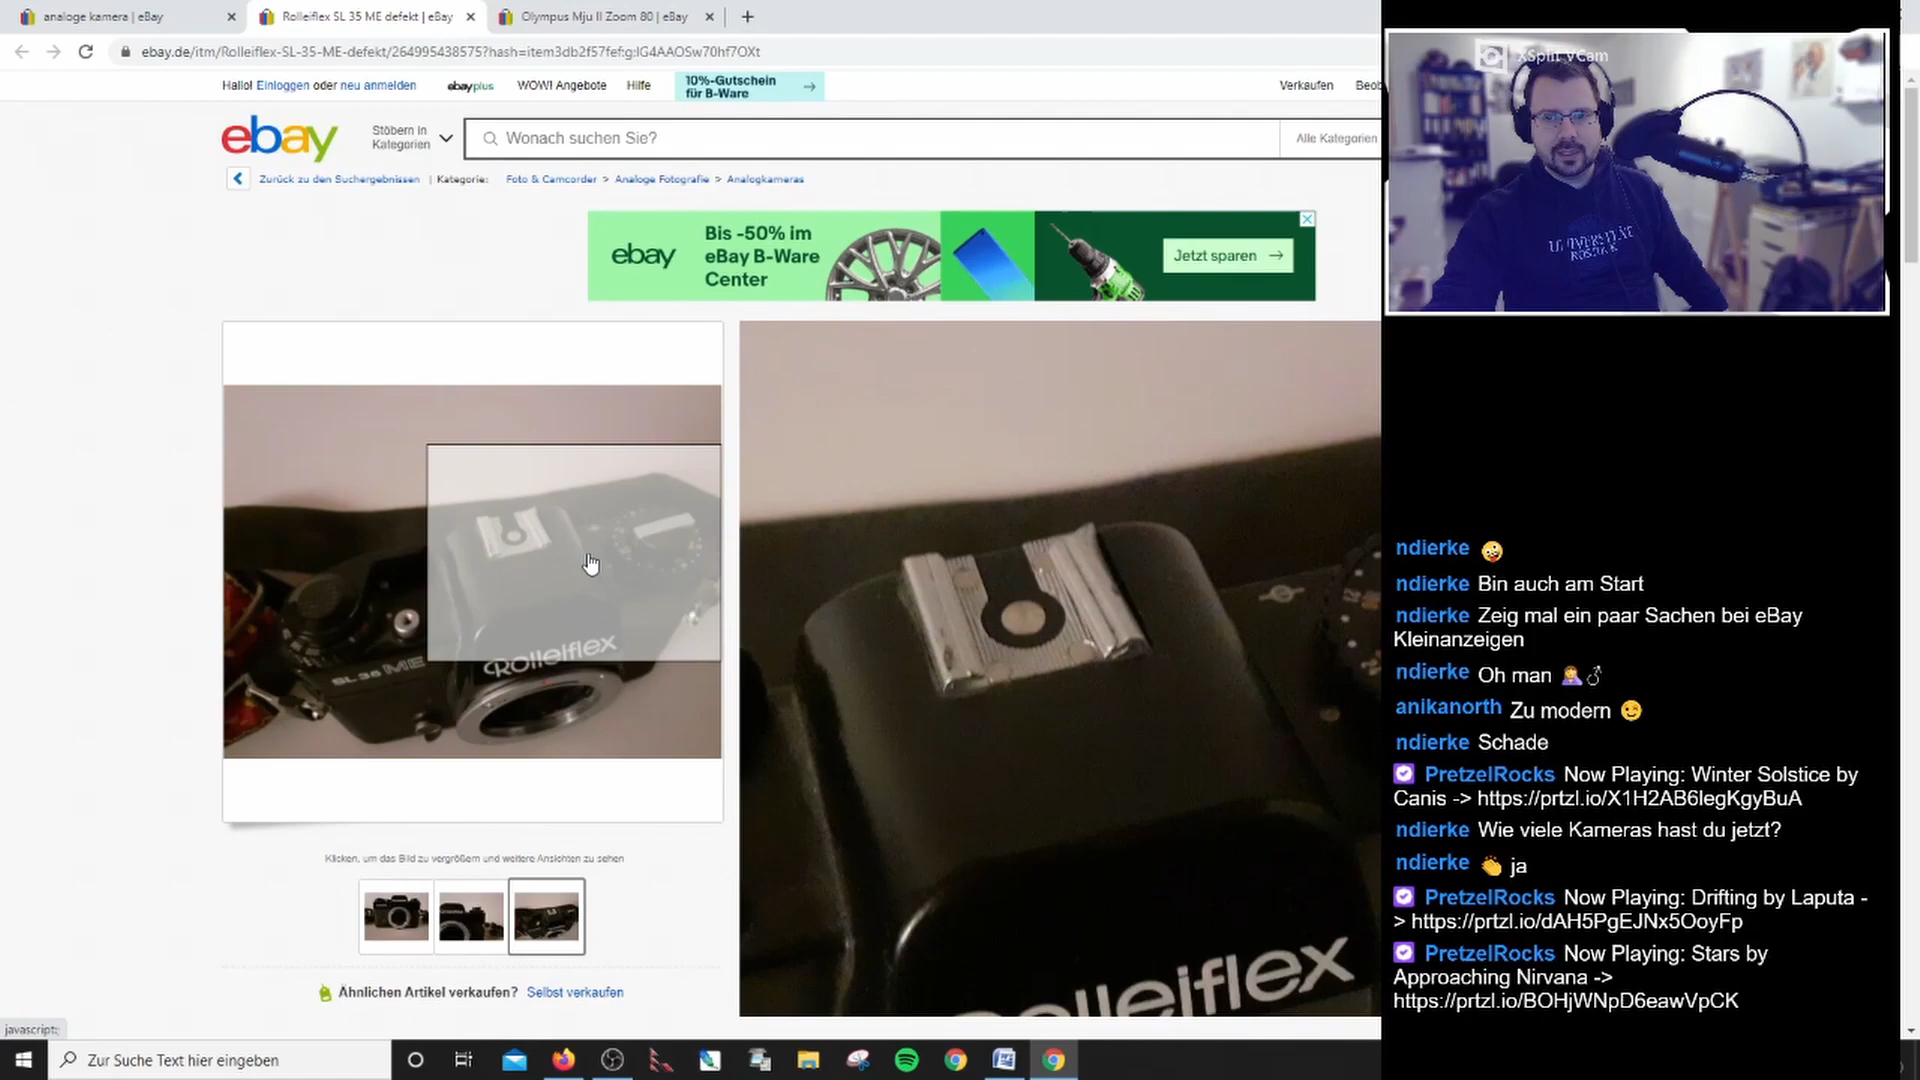 analoge kamera | eBay
Rolleiflex SL 35 ME defekt | eBay
Olympus Mju II Zoom 80 | eBay
ebay.de/itm/Rolleiflex-SL-35-ME-defekt/264995438575?hash=item3db2f57fef:g:IG4AAOSw70hf7OXt
Hallo! Einloggen oder neu anmelden
ebayplus
WOW! Angebote
Hilfe
10%-Gutschein
für B-Ware
Verkaufen
Beob
ebay
Stöbern in
Kategorien
Wonach suchen Sie?
Alle Kategorien
Zurück zu den Suchergebnissen | Kategorie: Foto & Camcorder > Analoge Fotografie > Analogkameras
ebay
Bis -50% im
eBay B-Ware
Center
Jetzt sparen
Rolleiflex
SL 35 ME
Rolleiflex
Klicken, um das Bild zu vergrößern und weitere Ansichten zu sehen
Ähnlichen Artikel verkaufen? Selbst verkaufen
javascript:;
Zur Suche Text hier eingeben
XSplit VCam
UNIVERSITÄT
ROSTOCK
ndierke 🤪
ndierke Bin auch am Start
ndierke Zeig mal ein paar Sachen bei eBay
Kleinanzeigen
ndierke Oh man 🤦♂
anikanorth Zu modern 😉
ndierke Schade
PretzelRocks Now Playing: Winter Solstice by
Canis -> https://prtzl.io/X1H2AB6legKgyBuA
ndierke Wie viele Kameras hast du jetzt?
ndierke 👏 ja
PretzelRocks Now Playing: Drifting by Laputa -
> https://prtzl.io/dAH5PgEJNx5OoyFp
PretzelRocks Now Playing: Stars by
Approaching Nirvana ->
https://prtzl.io/BOHjWNpD6eawVpCK